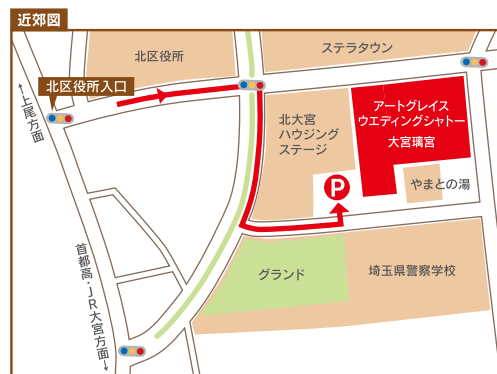 近郊図
北区役所
ステラタウン
北区役所入口
←上尾方面
北大宮
ハウジング
ステージ
アートグレイス
ウエディングシャトー
大宮璃宮
P
やまとの湯
首都高・JR大宮方面→
グランド
埼玉県警察学校